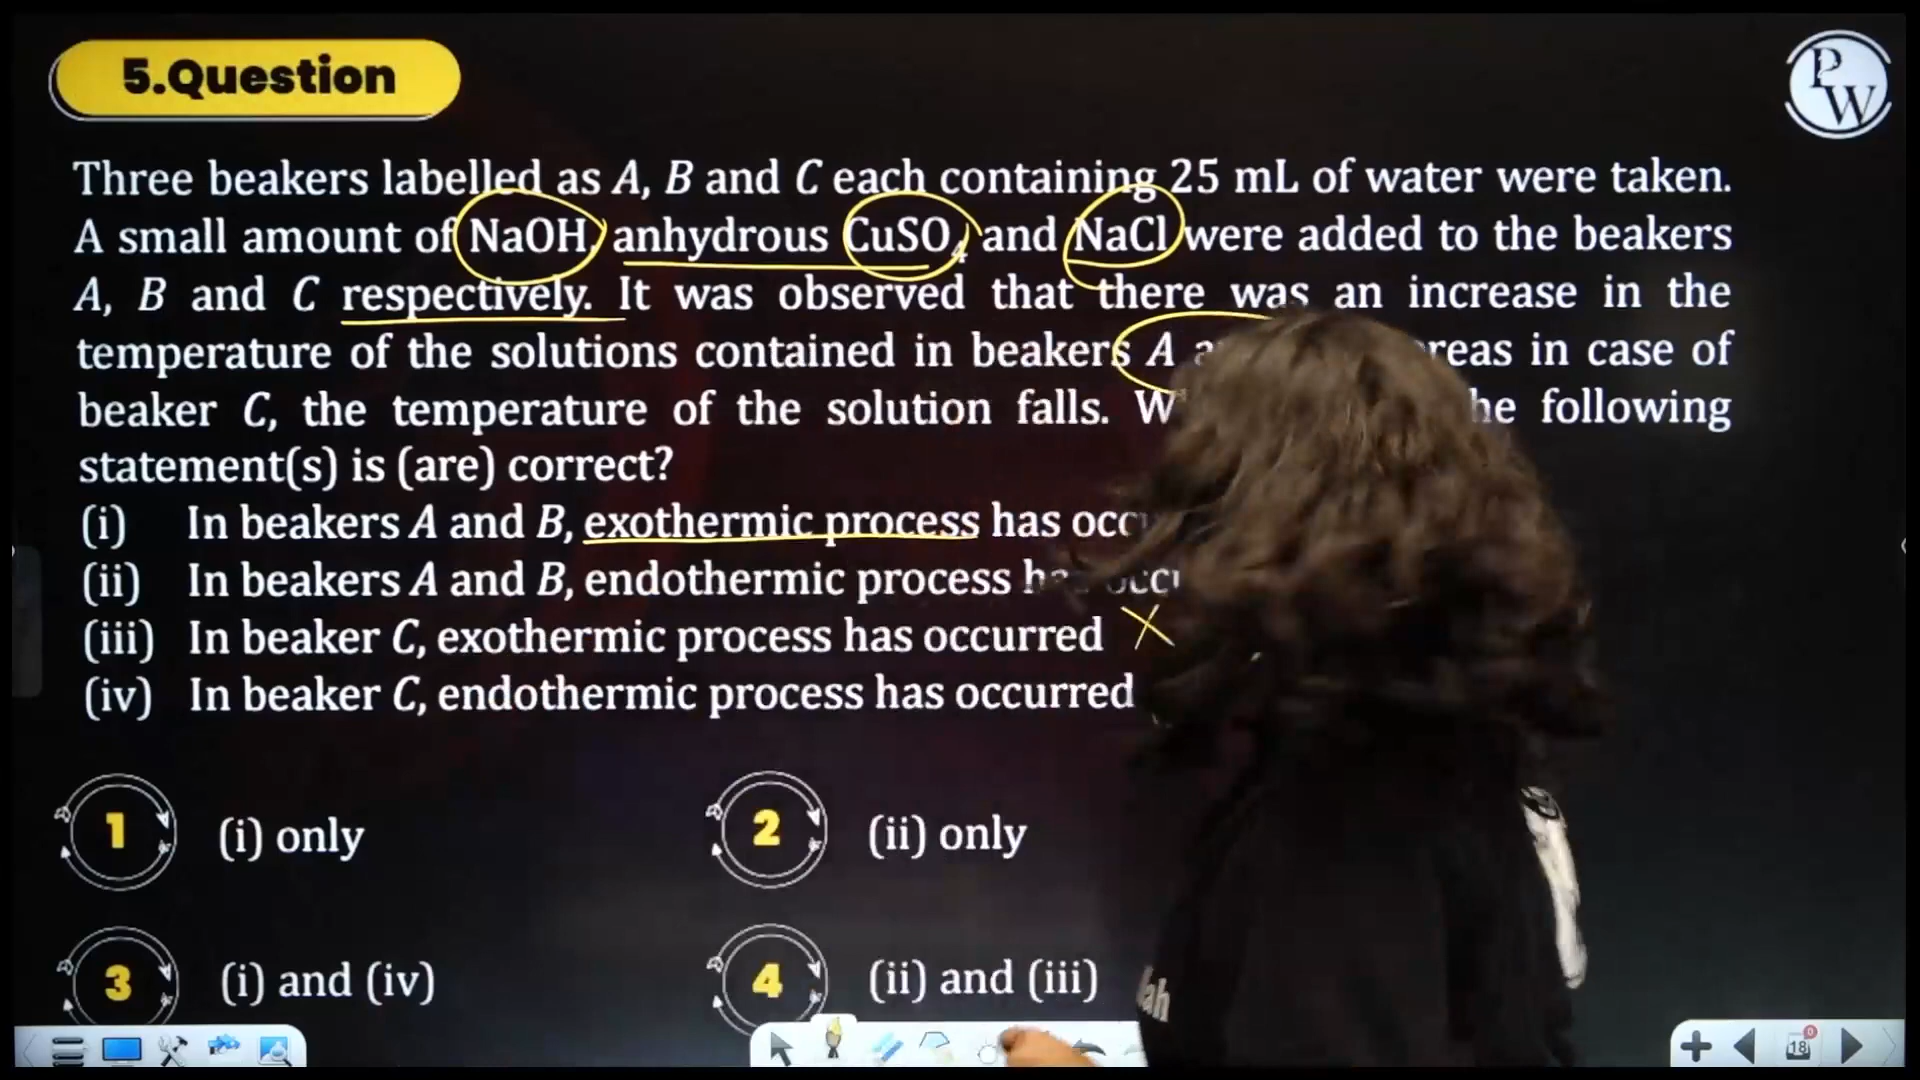 5.Question
PW
Three beakers labelled as A, B and C each containing 25 mL of water were taken.
A small amount of NaOH, anhydrous CuSO₄ and NaCl were added to the beakers
A, B and C respectively. It was observed that there was an increase in the
temperature of the solutions contained in beakers A in case of
beaker C, the temperature of the solution falls. following
statement(s) is (are) correct?
(i) In beakers A and B, exothermic process has
(ii) In beakers A and B, endothermic process
(iii) In beaker C, exothermic process has occurred
(iv) In beaker C, endothermic process has occurred
1 (i) only
2 (ii) only
3 (i) and (iv)
4 (ii) and (iii)
18